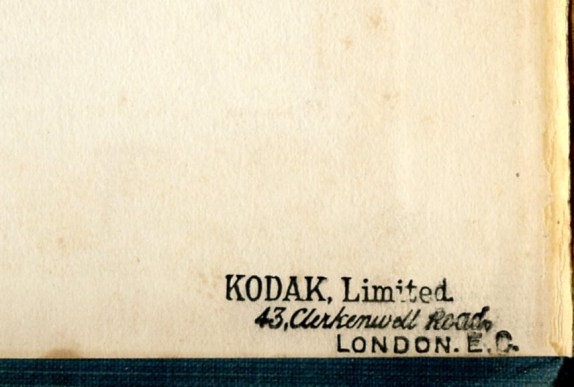 KODAK, Limited.
43, Clerkenwell Road,
LONDON. E.C.